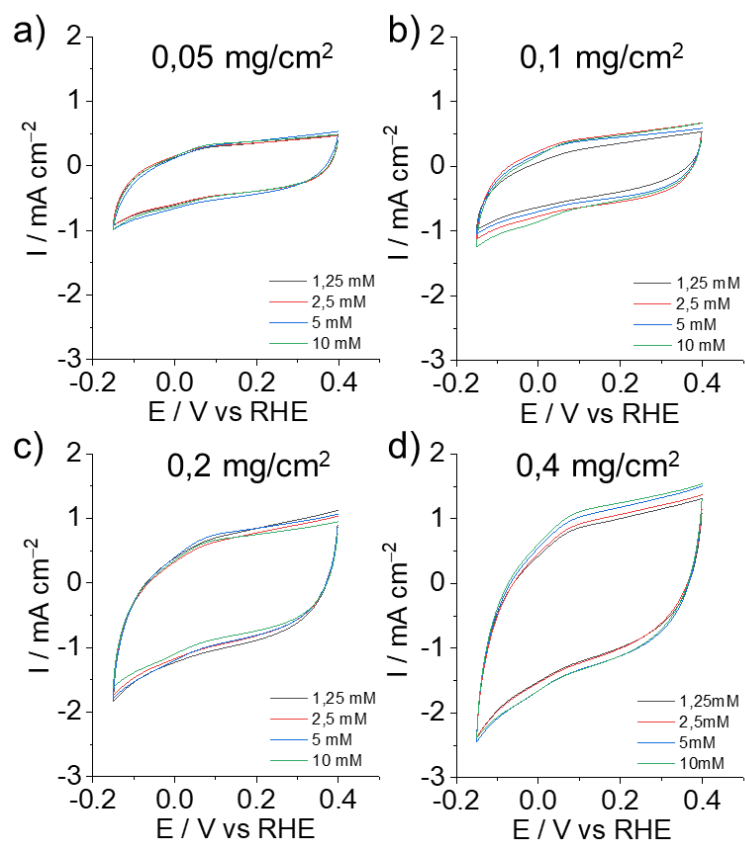 a)
0,05 mg/cm²
2
1
0
-1
-2
-3
I / mA cm⁻²
1,25 mM
2,5 mM
5 mM
10 mM
-0.2 0.0 0.2 0.4
E / V vs RHE
b)
0,1 mg/cm²
2
1
0
-1
-2
-3
I / mA cm⁻²
1,25 mM
2,5 mM
5 mM
10 mM
-0.2 0.0 0.2 0.4
E / V vs RHE
c)
0,2 mg/cm²
2
1
0
-1
-2
-3
I / mA cm⁻²
1,25 mM
2,5 mM
5 mM
10 mM
-0.2 0.0 0.2 0.4
E / V vs RHE
d)
0,4 mg/cm²
2
1
0
-1
-2
-3
I / mA cm⁻²
1,25mM
2,5mM
5mM
10mM
-0.2 0.0 0.2 0.4
E / V vs RHE